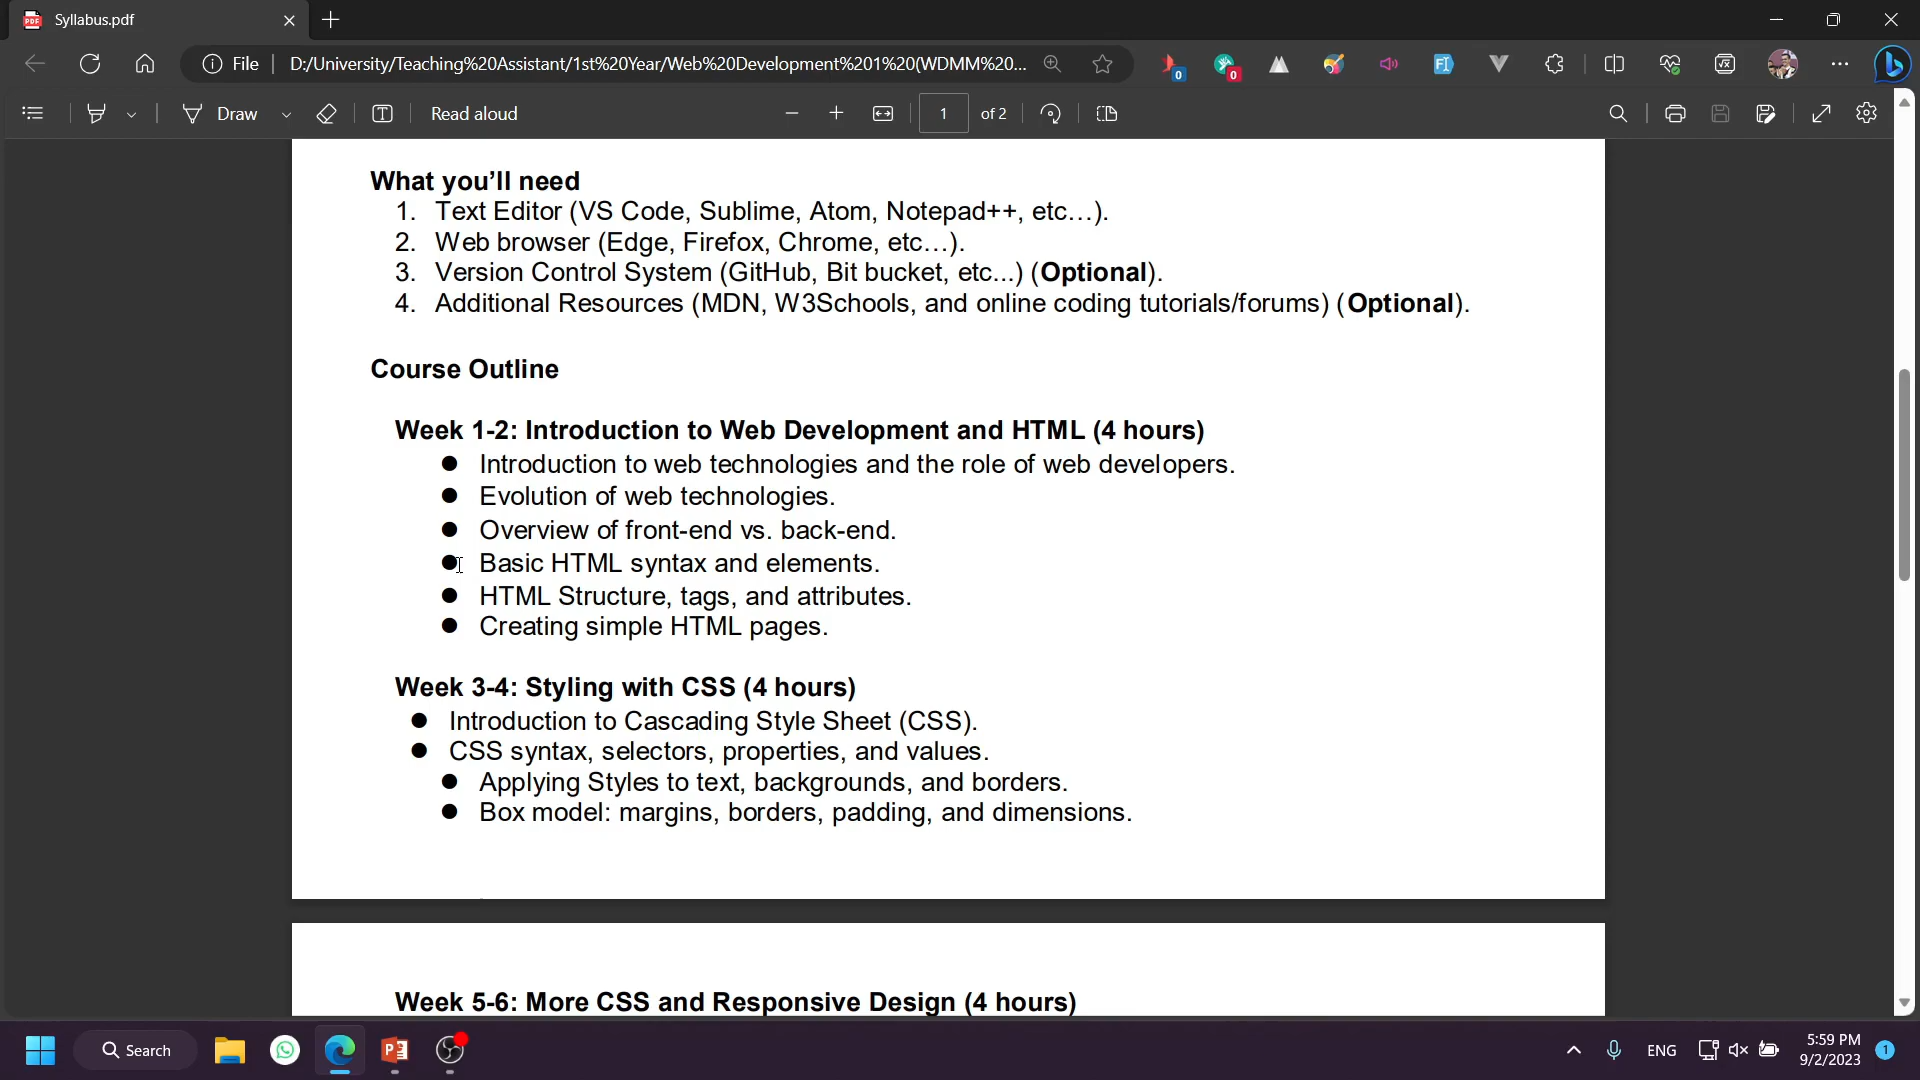 Syllabus.pdf
File
D:/University/Teaching%20Assistant/1st%20Year/Web%20Development%201%20(WDMM%20...
0
0
FI
Draw
Read aloud
1
of 2
What you'll need
1. Text Editor (VS Code, Sublime, Atom, Notepad++, etc...).
2. Web browser (Edge, Firefox, Chrome, etc...).
3. Version Control System (GitHub, Bit bucket, etc...) (Optional).
4. Additional Resources (MDN, W3Schools, and online coding tutorials/forums) (Optional).
Course Outline
Week 1-2: Introduction to Web Development and HTML (4 hours)
● Introduction to web technologies and the role of web developers.
● Evolution of web technologies.
● Overview of front-end vs. back-end.
● Basic HTML syntax and elements.
● HTML Structure, tags, and attributes.
● Creating simple HTML pages.
Week 3-4: Styling with CSS (4 hours)
● Introduction to Cascading Style Sheet (CSS).
● CSS syntax, selectors, properties, and values.
● Applying Styles to text, backgrounds, and borders.
● Box model: margins, borders, padding, and dimensions.
Week 5-6: More CSS and Responsive Design (4 hours)
Search
ENG
5:59 PM
9/2/2023
1